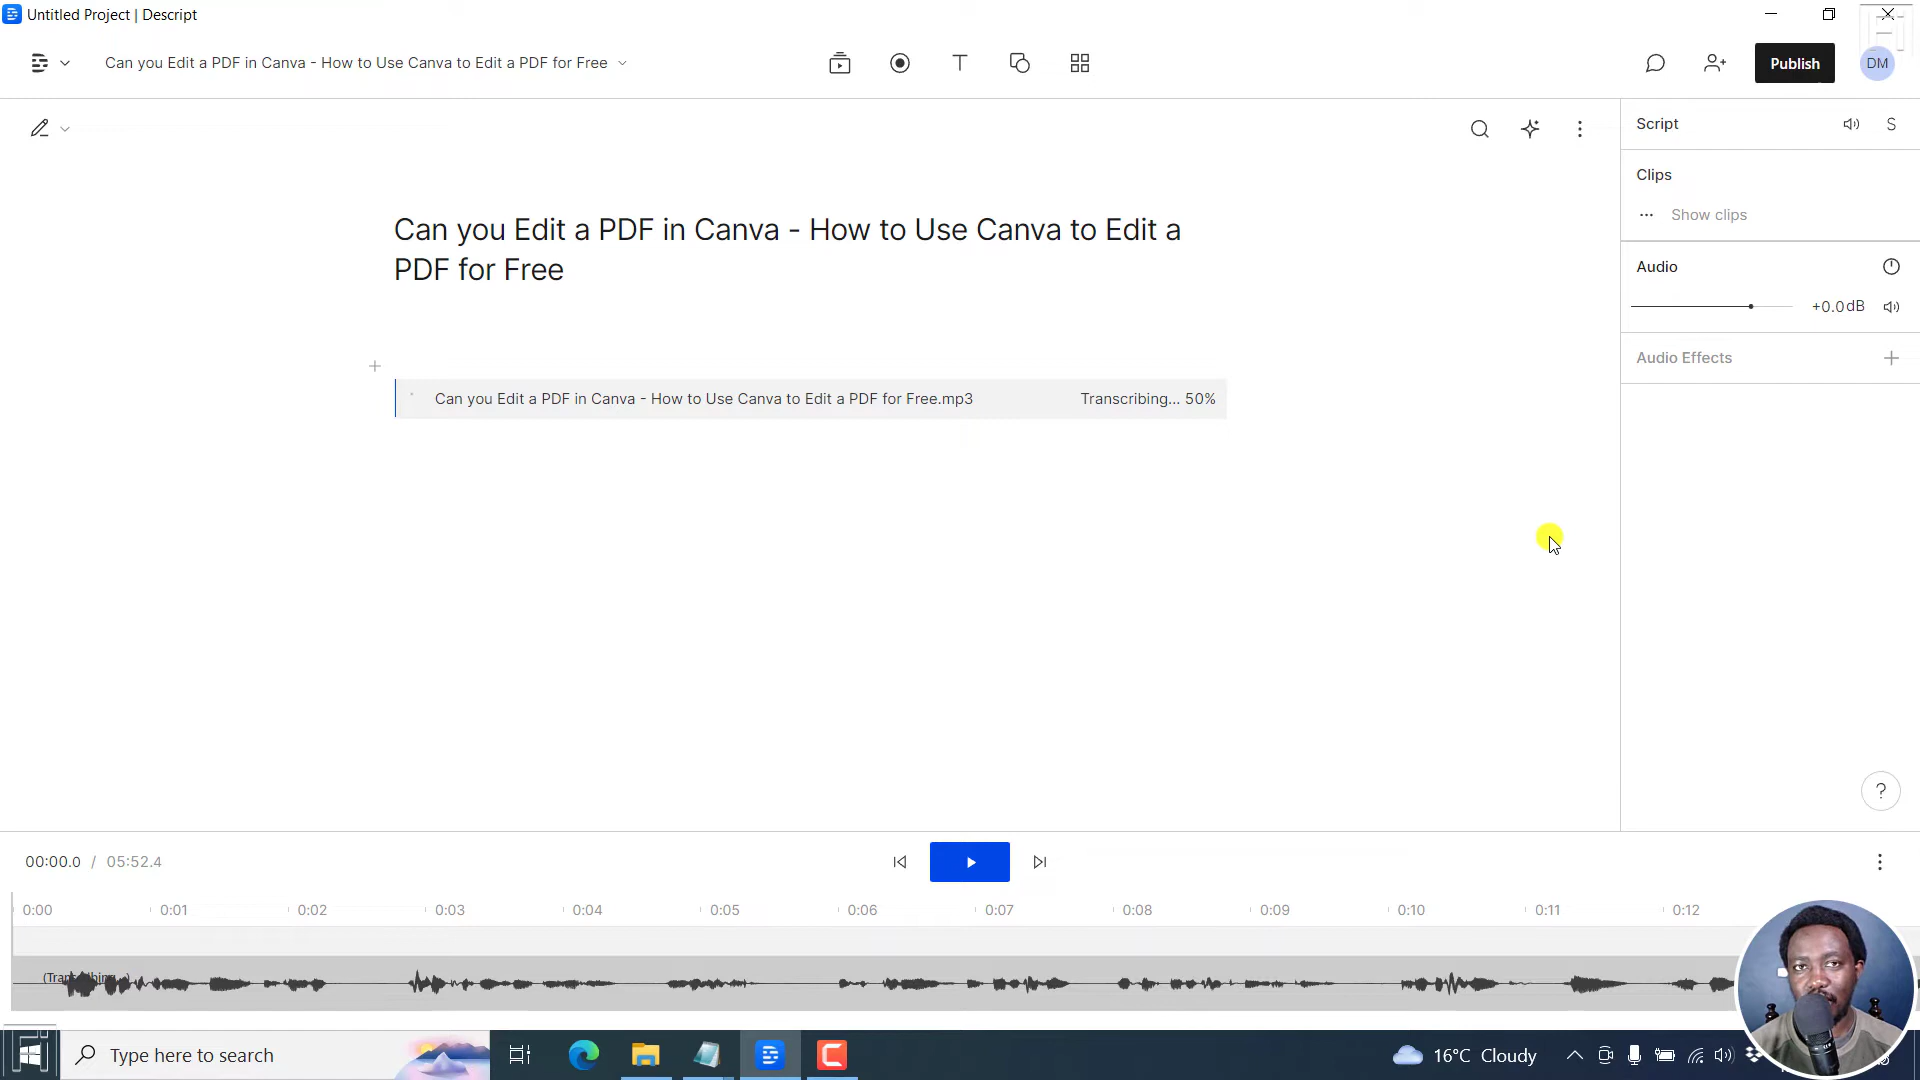 Untitled Project | Descript
Can you Edit a PDF in Canva - How to Use Canva to Edit a PDF for Free
Publish
DM
Script
S
Clips
Show clips
Can you Edit a PDF in Canva - How to Use Canva to Edit a
PDF for Free
Audio
+0.0dB
Audio Effects
Can you Edit a PDF in Canva - How to Use Canva to Edit a PDF for Free.mp3 Transcribing... 50%
?
00:00.0 / 05:52.4
0:00 0:01 0:02 0:03 0:04 0:05 0:06 0:07 0:08 0:09 0:10 0:11 0:12
Type here to search
16°C Cloudy